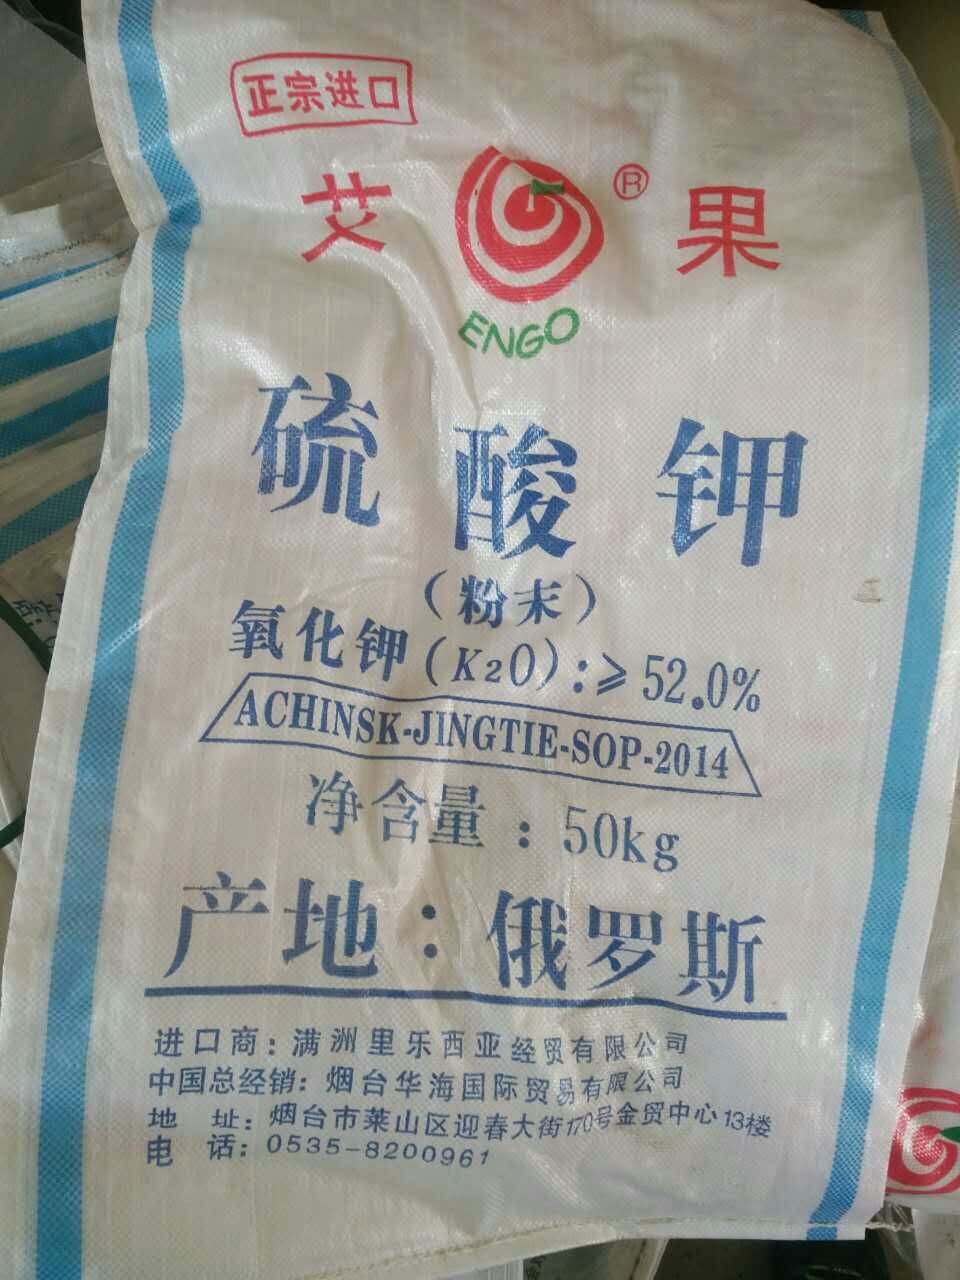 正宗进口
艾 ® 果
ENGO
硫酸钾
（粉末）
氧化钾（K2O）:≥52.0%
ACHINSK-JINGTIE-SOP-2014
净含量：50kg
产地：俄罗斯
进口商：满洲里乐西亚经贸有限公司
中国总经销：烟台华海国际贸易有限公司
地 址：烟台市莱山区迎春大街170号金贸中心13楼
电 话：0535-8200961